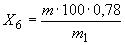 X₆ = m·100·0,78 / m₁